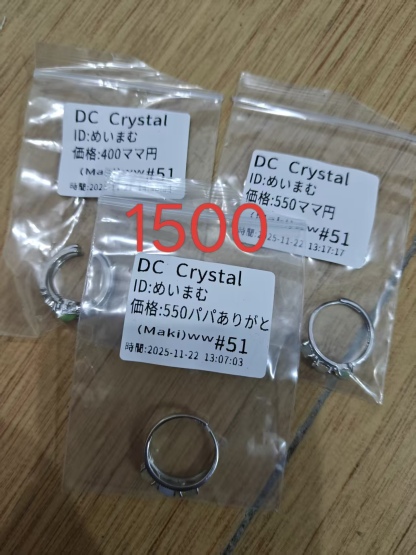 DC Crystal
ID:めいまむ
価格:400ママ円
#51
DC Crystal
ID:めいまむ
価格:550ママ円
#51
2025-11-22 13:17:17
1500
DC Crystal
ID:めいまむ
価格:550パパありがと
(Maki)ww#51
時間:2025-11-22 13:07:03